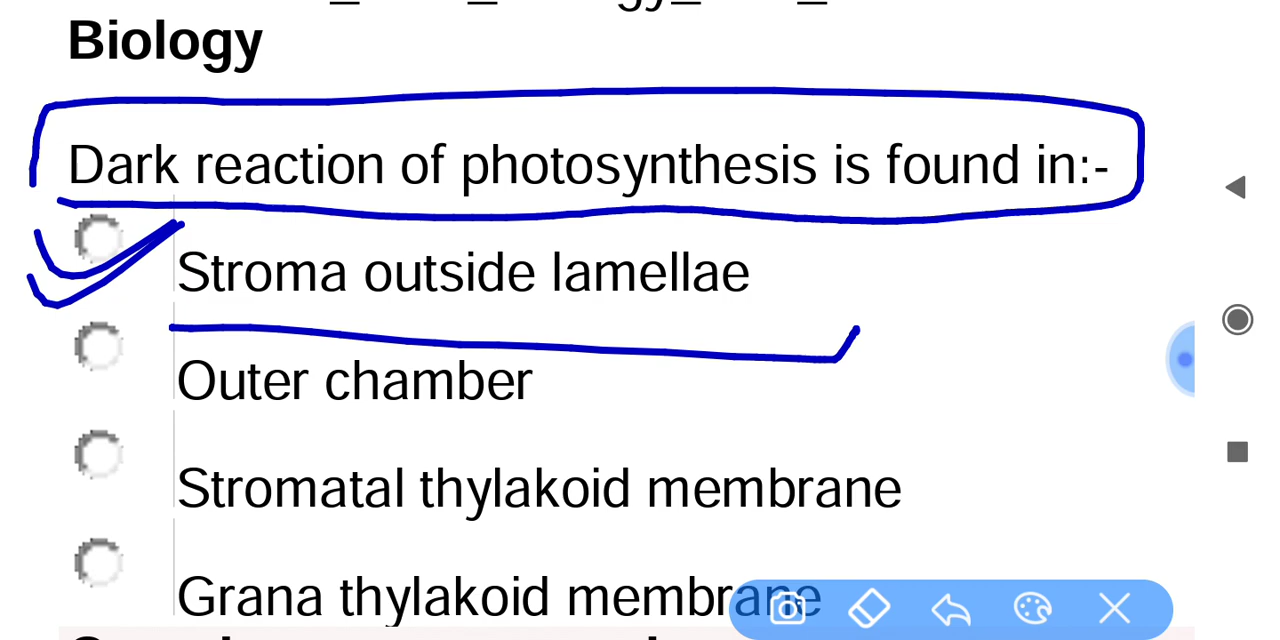 Biology
Dark reaction of photosynthesis is found in:-
Stroma outside lamellae
Outer chamber
Stromatal thylakoid membrane
Grana thylakoid membrane